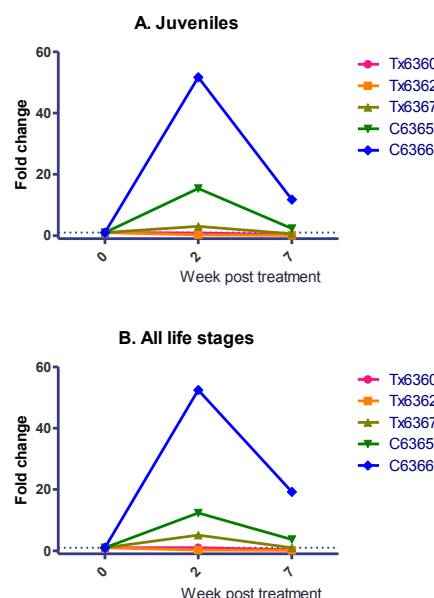 A. Juveniles
Fold change
60
40
20
0
0
2
7
Week post treatment
Tx6360
Tx6362
Tx6367
C6365
C6366
B. All life stages
Fold change
60
40
20
0
0
2
7
Week post treatment
Tx6360
Tx6362
Tx6367
C6365
C6366